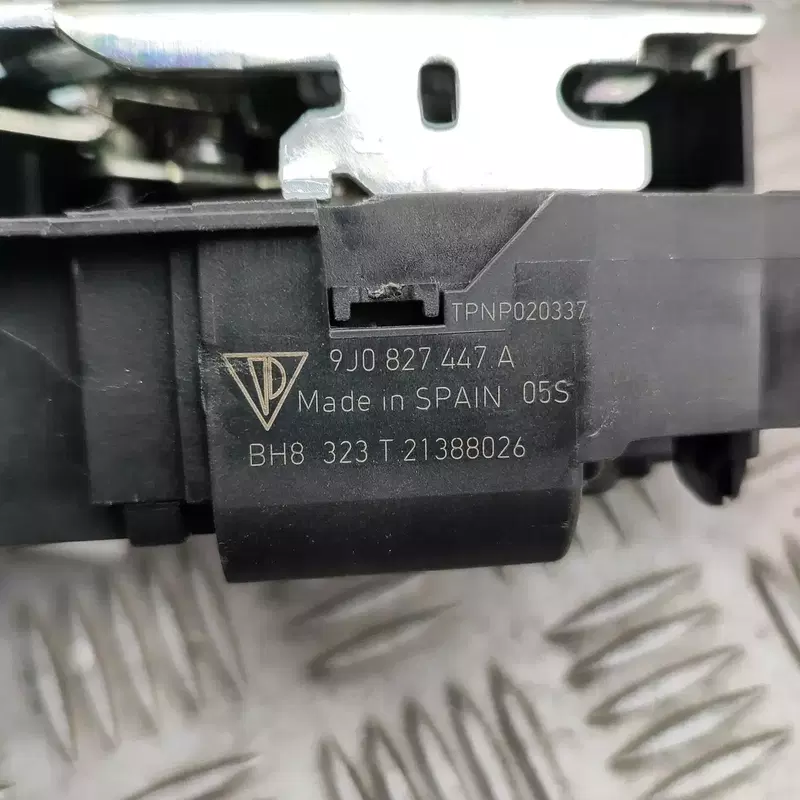 TPNP020337
9J0 827 447 A
Made in SPAIN 05S
BH8 323 T 21388026